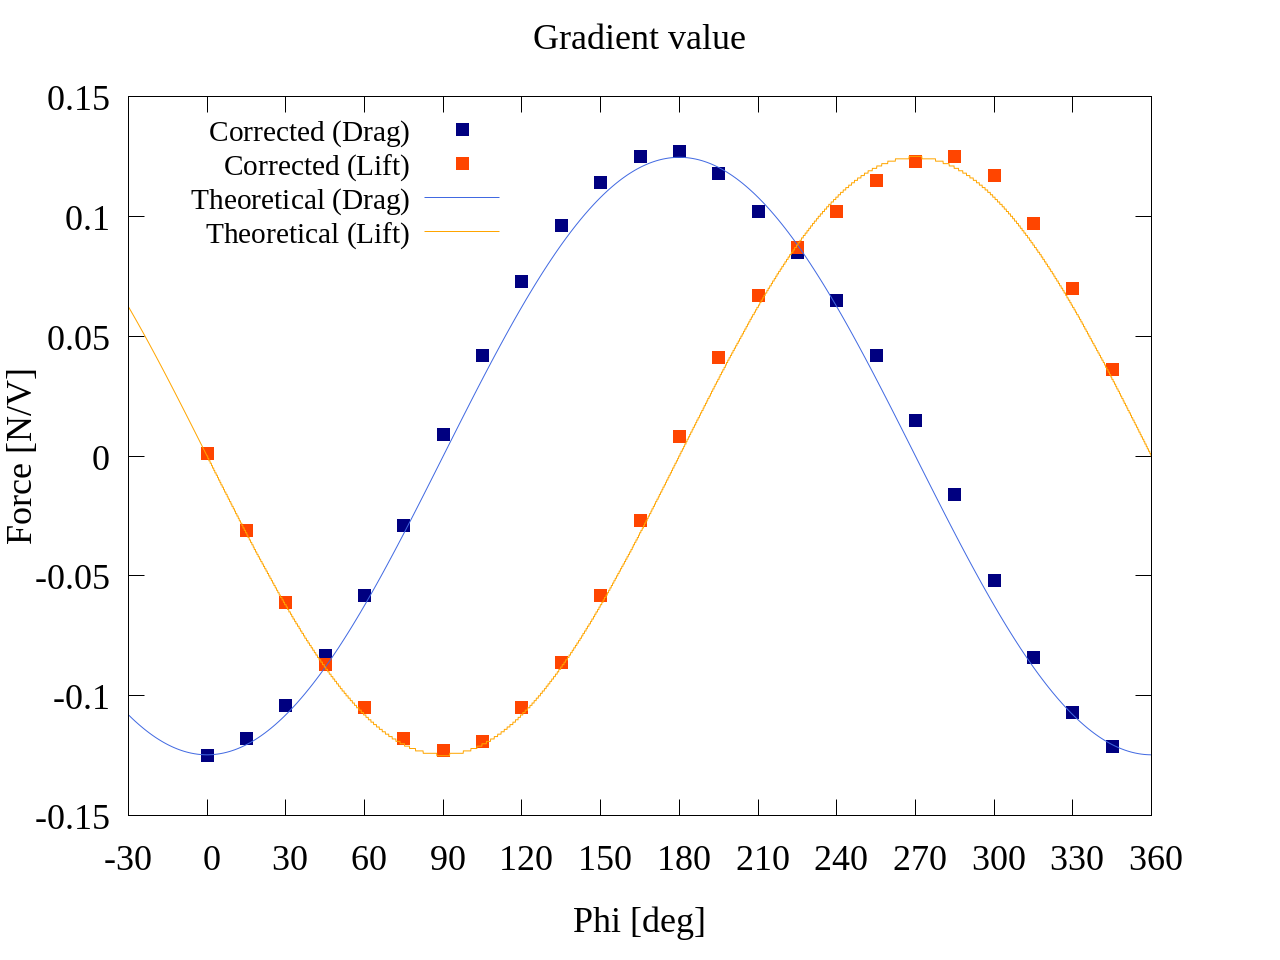 Gradient value
Corrected (Drag)
Corrected (Lift)
Theoretical (Drag)
Theoretical (Lift)
0.15
0.1
0.05
0
-0.05
-0.1
-0.15
Force [N/V]
-30 0 30 60 90 120 150 180 210 240 270 300 330 360
Phi [deg]